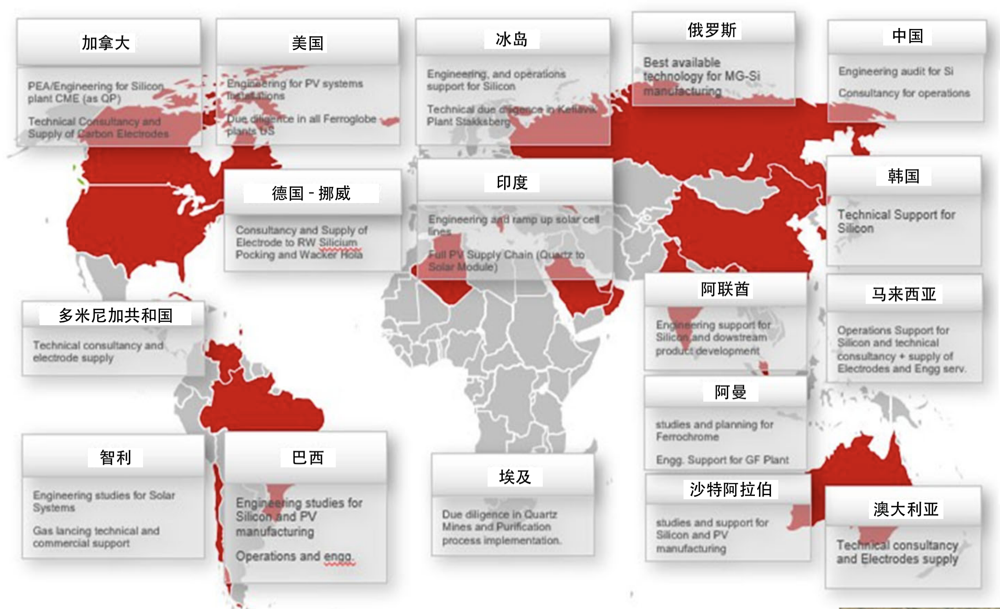 加拿大
PEA/Engineering for Silicon
plant CME (as QP)
Technical Consultancy and
Supply of Carbon Electrodes
美国
Engineering for PV systems
installations
Due diligence in all Ferroglobe
plants US
冰岛
Engineering, and operations
support for Silicon
Technical due diligence in Keflavik
Plant Stakksberg
俄罗斯
Best available
technology for MG-Si
manufacturing
中国
Engineering audit for Si
Consultancy for operations
德国 - 挪威
Consultancy and Supply of
Electrode to RW Silicium
Pocking and Wacker Hola
印度
Engineering and ramp up solar cell
lines
Full PV Supply Chain (Quartz to
Solar Module)
韩国
Technical Support for
Silicon
多米尼加共和国
Technical consultancy and
electrode supply
阿联酋
Engineering support for
Silicon and dowstream
product development
马来西亚
Operations Support for
Silicon and technical
consultancy + supply of
Electrodes and Engg serv.
阿曼
studies and planning for
Ferrochrome
Engg. Support for GF Plant
智利
Engineering studies for Solar
Systems
Gas lancing technical and
commercial support
巴西
Engineering studies for
Silicon and PV
manufacturing
Operations and engg.
埃及
Due diligence in Quartz
Mines and Purification
process implementation.
沙特阿拉伯
studies and support for
Silicon and PV
manufacturing
澳大利亚
Technical consultancy
and Electrodes supply